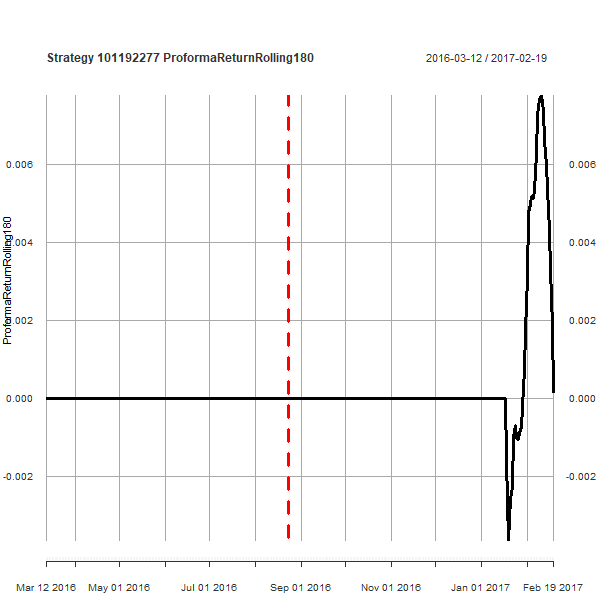 Strategy 101192277 ProformaReturnRolling180
2016-03-12 / 2017-02-19
ProformaReturnRolling180
0.006 0.006
0.004 0.004
0.002 0.002
0.000 0.000
-0.002 -0.002
Mar 12 2016 May 01 2016 Jul 01 2016 Sep 01 2016 Nov 01 2016 Jan 01 2017 Feb 19 2017